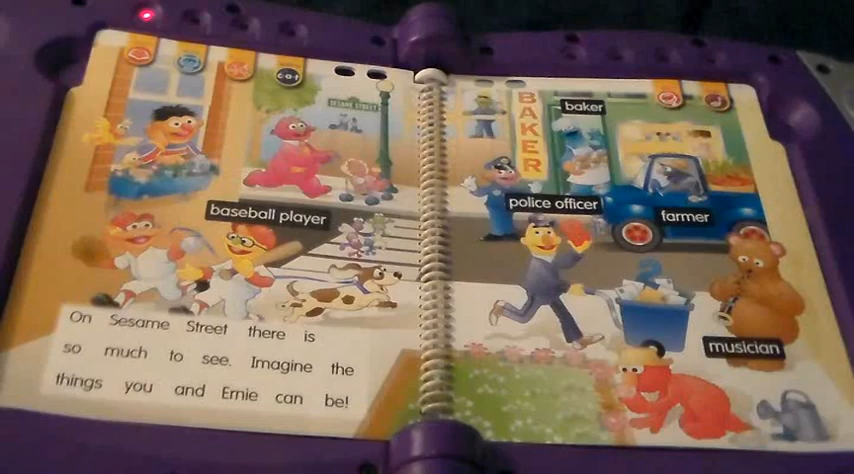 c-a-t
SESAME STREET
baseball player
On Sesame Street there is
so much to see. Imagine the
things you and Ernie can be!
BAKER
baker
police officer
farmer
musician